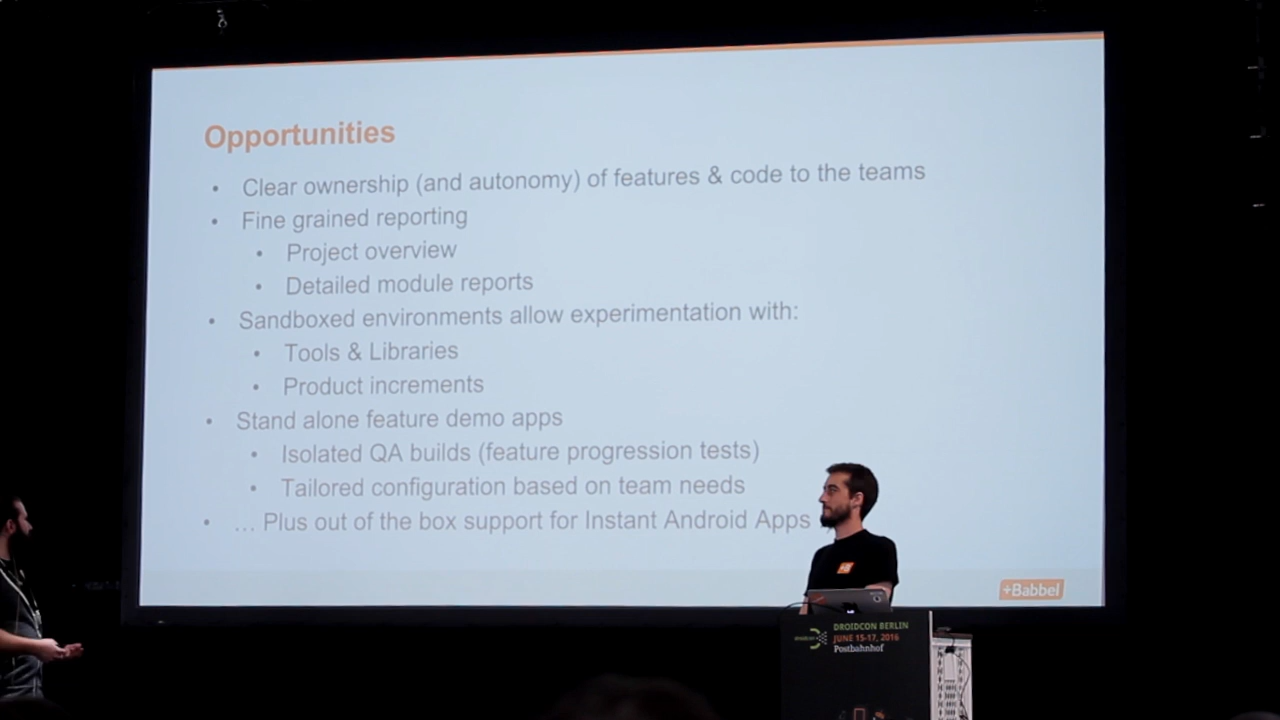 Opportunities
• Clear ownership (and autonomy) of features & code to the teams
• Fine grained reporting
• Project overview
• Detailed module reports
• Sandboxed environments allow experimentation with:
• Tools & Libraries
• Product increments
• Stand alone feature demo apps
• Isolated QA builds (feature progression tests)
• Tailored configuration based on team needs
• … Plus out of the box support for Instant Android Apps
+Babbel
droidcon
DROIDCON BERLIN
JUNE 15-17, 2016
Postbahnhof